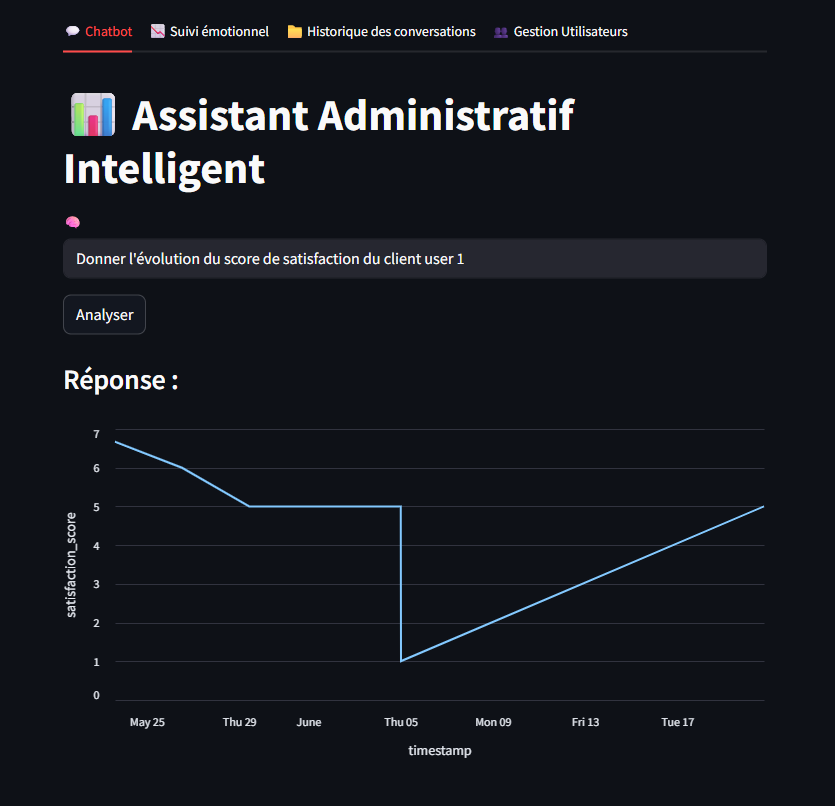 Chatbot Suivi émotionnel Historique des conversations Gestion Utilisateurs
Assistant Administratif
Intelligent
Donner l'évolution du score de satisfaction du client user 1
Analyser
Réponse :
7
6
5
4
3
2
1
0
satisfaction_score
May 25 Thu 29 June Thu 05 Mon 09 Fri 13 Tue 17
timestamp